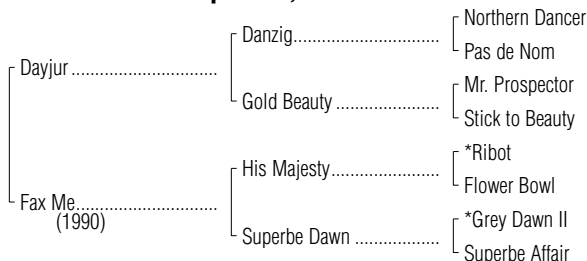 Northern Dancer
Danzig
Pas de Nom
Dayjur
Mr. Prospector
Gold Beauty
Stick to Beauty
*Ribot
His Majesty
Flower Bowl
Fax Me
(1990)
*Grey Dawn II
Superbe Dawn
Superbe Affair